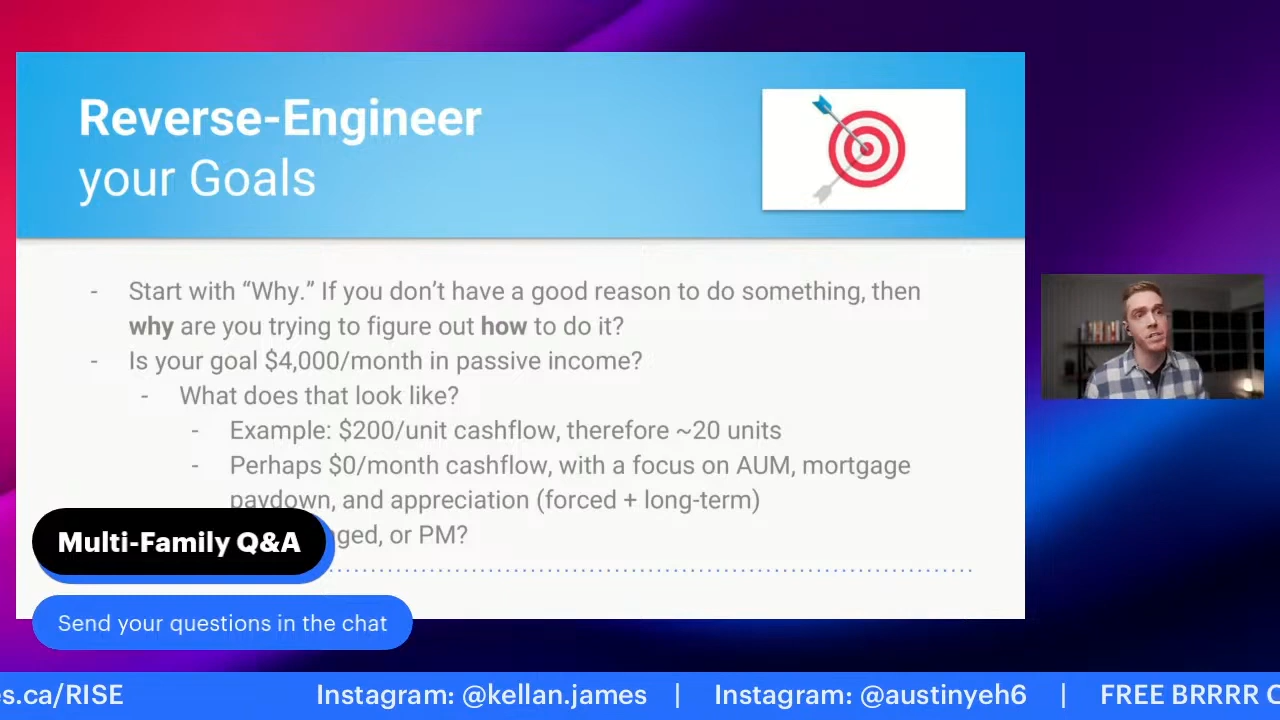 Reverse-Engineer
your Goals
- Start with “Why.” If you don’t have a good reason to do something, then
why are you trying to figure out how to do it?
- Is your goal $4,000/month in passive income?
- What does that look like?
- Example: $200/unit cashflow, therefore ~20 units
- Perhaps $0/month cashflow, with a focus on AUM, mortgage
paydown, and appreciation (forced + long-term)
or PM?
Multi-Family Q&A
Send your questions in the chat
es.ca/RISE Instagram: @kellan.james | Instagram: @austinyeh6 | FREE BRRRR